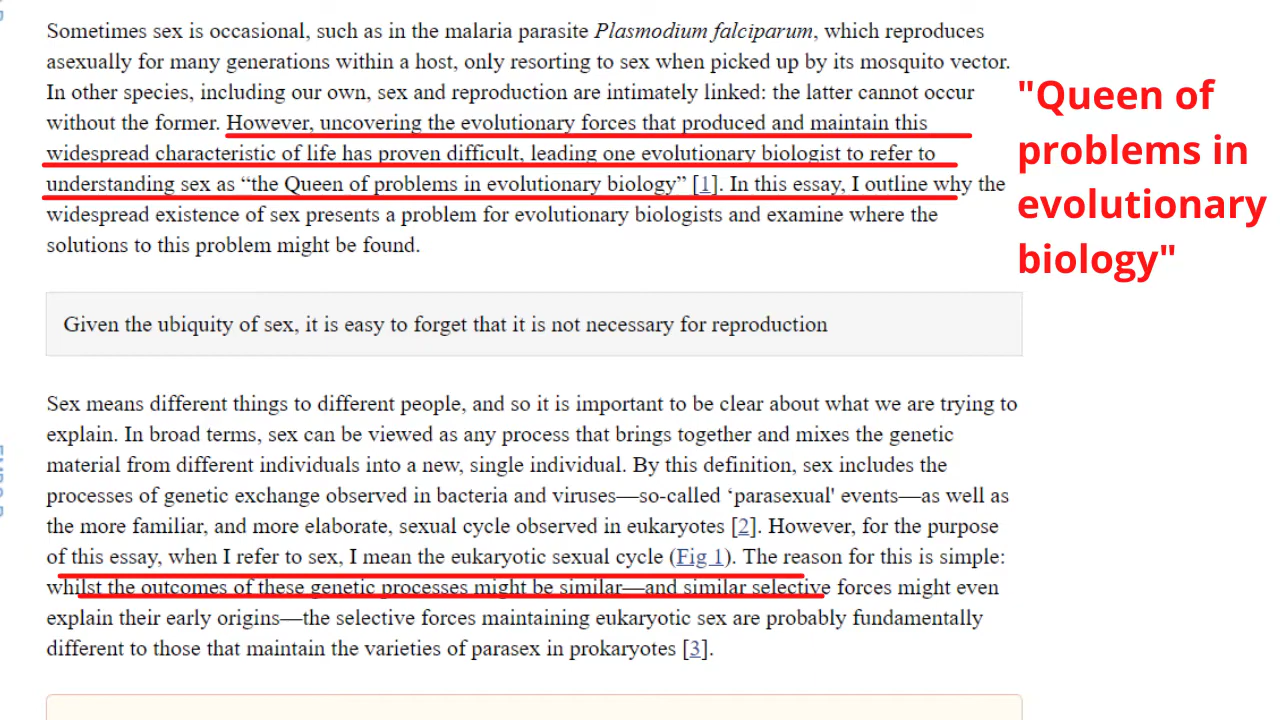 Sometimes sex is occasional, such as in the malaria parasite Plasmodium falciparum, which reproduces
asexually for many generations within a host, only resorting to sex when picked up by its mosquito vector.
In other species, including our own, sex and reproduction are intimately linked: the latter cannot occur
without the former. However, uncovering the evolutionary forces that produced and maintain this
widespread characteristic of life has proven difficult, leading one evolutionary biologist to refer to
understanding sex as “the Queen of problems in evolutionary biology” [1]. In this essay, I outline why the
widespread existence of sex presents a problem for evolutionary biologists and examine where the
solutions to this problem might be found.
"Queen of
problems in
evolutionary
biology"
Given the ubiquity of sex, it is easy to forget that it is not necessary for reproduction
Sex means different things to different people, and so it is important to be clear about what we are trying to
explain. In broad terms, sex can be viewed as any process that brings together and mixes the genetic
material from different individuals into a new, single individual. By this definition, sex includes the
processes of genetic exchange observed in bacteria and viruses—so-called ‘parasexual' events—as well as
the more familiar, and more elaborate, sexual cycle observed in eukaryotes [2]. However, for the purpose
of this essay, when I refer to sex, I mean the eukaryotic sexual cycle (Fig 1). The reason for this is simple:
whilst the outcomes of these genetic processes might be similar—and similar selective forces might even
explain their early origins—the selective forces maintaining eukaryotic sex are probably fundamentally
different to those that maintain the varieties of parasex in prokaryotes [3].